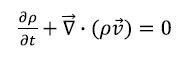 ∂ρ/∂t + ∇⃗ · (ρv⃗) = 0